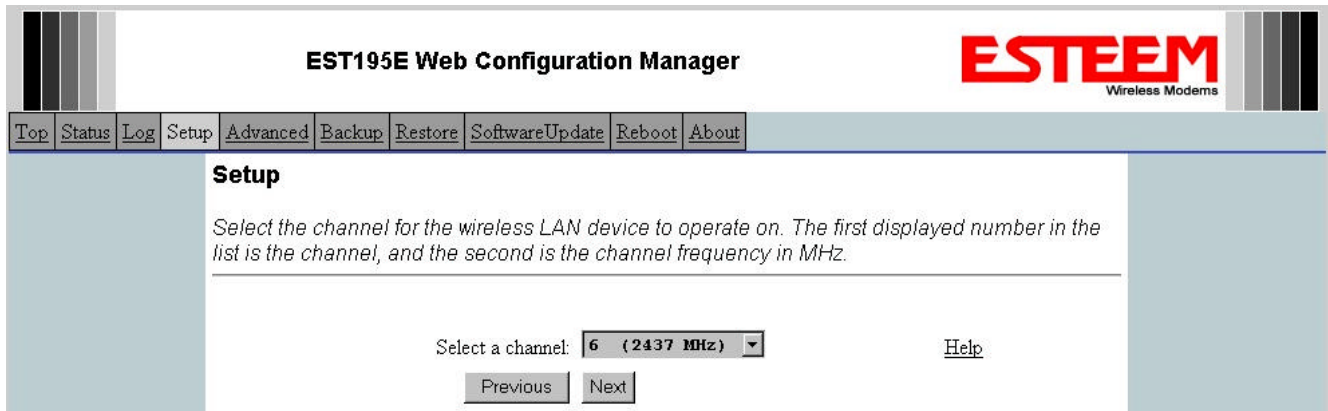 EST195E Web Configuration Manager
ESTEEM
Wireless Modems
Top Status Log Setup Advanced Backup Restore SoftwareUpdate Reboot About
Setup
Select the channel for the wireless LAN device to operate on. The first displayed number in the
list is the channel, and the second is the channel frequency in MHz.
Select a channel: 6 (2437 MHz) Help
Previous Next